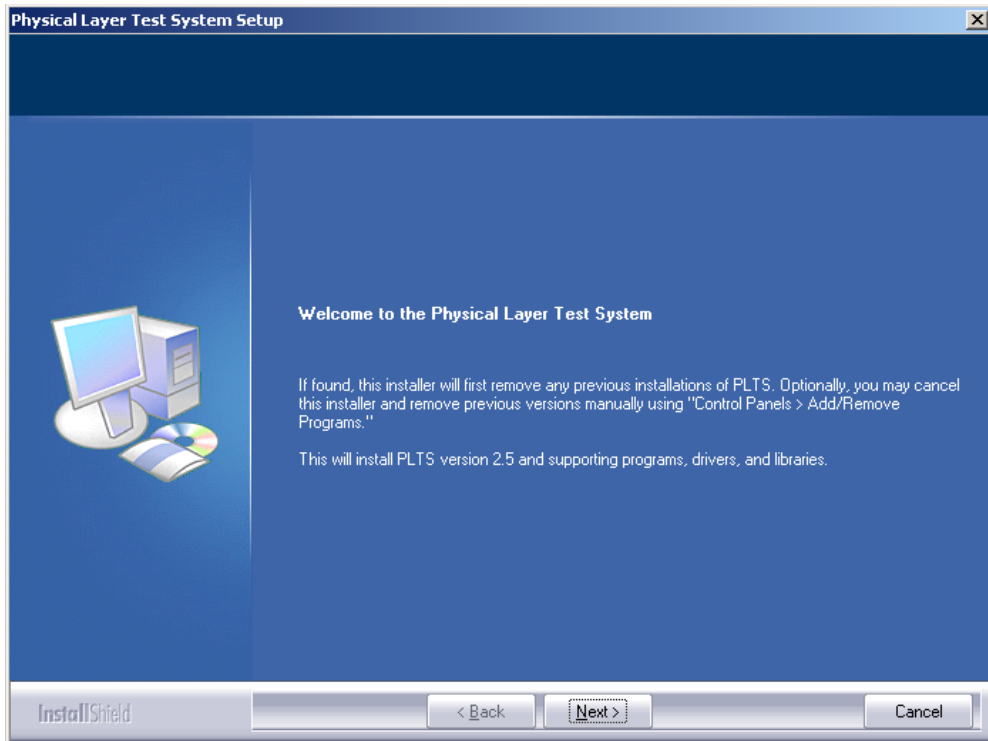 Physical Layer Test System Setup
Welcome to the Physical Layer Test System
If found, this installer will first remove any previous installations of PLTS. Optionally, you may cancel
this installer and remove previous versions manually using "Control Panels > Add/Remove
Programs."
This will install PLTS version 2.5 and supporting programs, drivers, and libraries.
InstallShield
< Back
Next >
Cancel